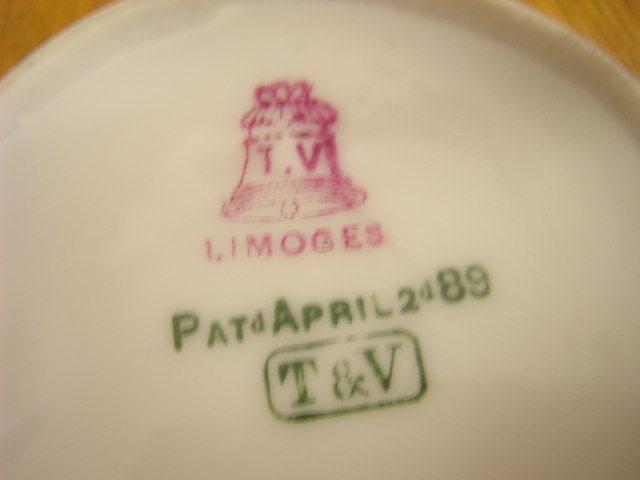 T.V
LIMOGES
PATd APRIL 2d 89
T & V